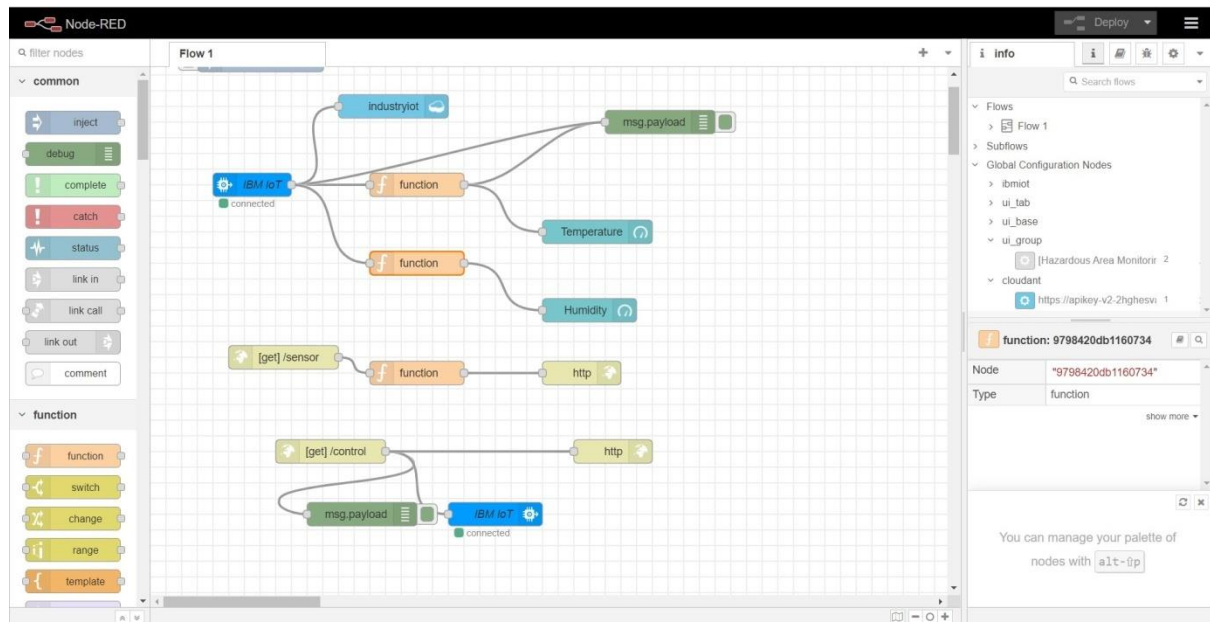 Node-RED
Deploy
filter nodes
common
inject
debug
complete
catch
status
link in
link call
link out
comment
function
function
switch
change
range
template
Flow 1
industryiot
msg.payload
IBM IoT
connected
function
Temperature
function
Humidity
[get] /sensor
function
http
[get] /control
http
msg.payload
IBM IoT
connected
i info
Search flows
Flows
Flow 1
Subflows
Global Configuration Nodes
ibmiot
ui_tab
ui_base
ui_group
[Hazardous Area Monitorir 2
cloudant
https://apikey-v2-2hghesv 1
function: 9798420db1160734
Node "9798420db1160734"
Type function
show more
You can manage your palette of
nodes with alt-⇧p